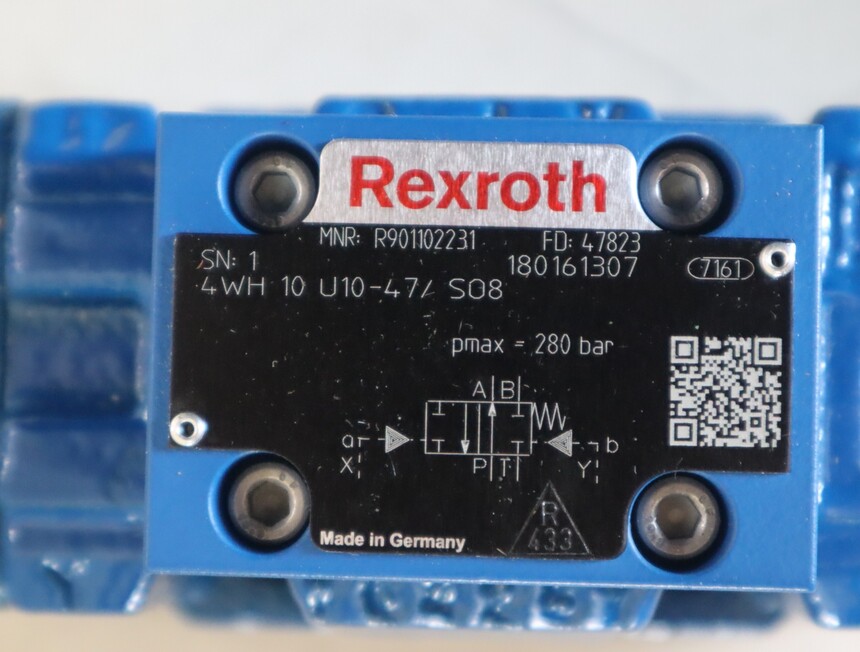 Rexroth
MNR: R901102231 FD: 47823
SN: 1 180161307 7161
4WH 10 U10-47/ S08
pmax = 280 bar
A B
a b
X P T Y
R
433
Made in Germany